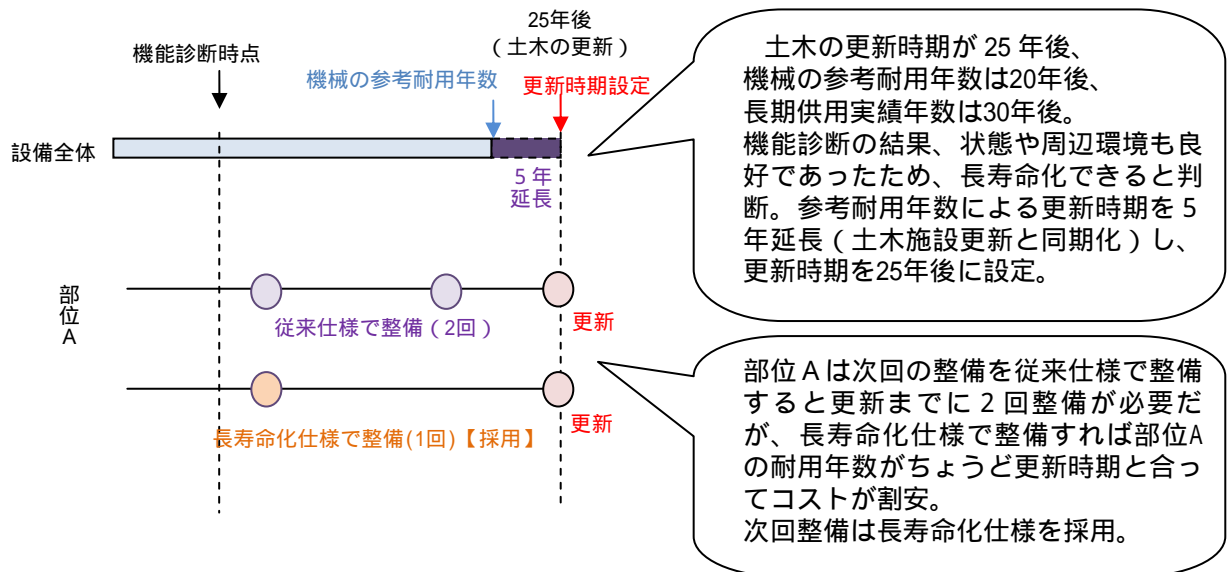 25年後
（土木の更新）
機能診断時点
機械の参考耐用年数
更新時期設定
設備全体
５年
延長
部位Ａ
従来仕様で整備（2回）
更新
長寿命化仕様で整備(1回)【採用】
更新
土木の更新時期が 25 年後、
機械の参考耐用年数は20年後、
長期供用実績年数は30年後。
機能診断の結果、状態や周辺環境も良
好であったため、長寿命化できると判
断。参考耐用年数による更新時期を５
年延長（土木施設更新と同期化）し、
更新時期を25年後に設定。
部位Ａは次回の整備を従来仕様で整備
すると更新までに２回整備が必要だ
が、長寿命化仕様で整備すれば部位A
の耐用年数がちょうど更新時期と合っ
てコストが割安。
次回整備は長寿命化仕様を採用。